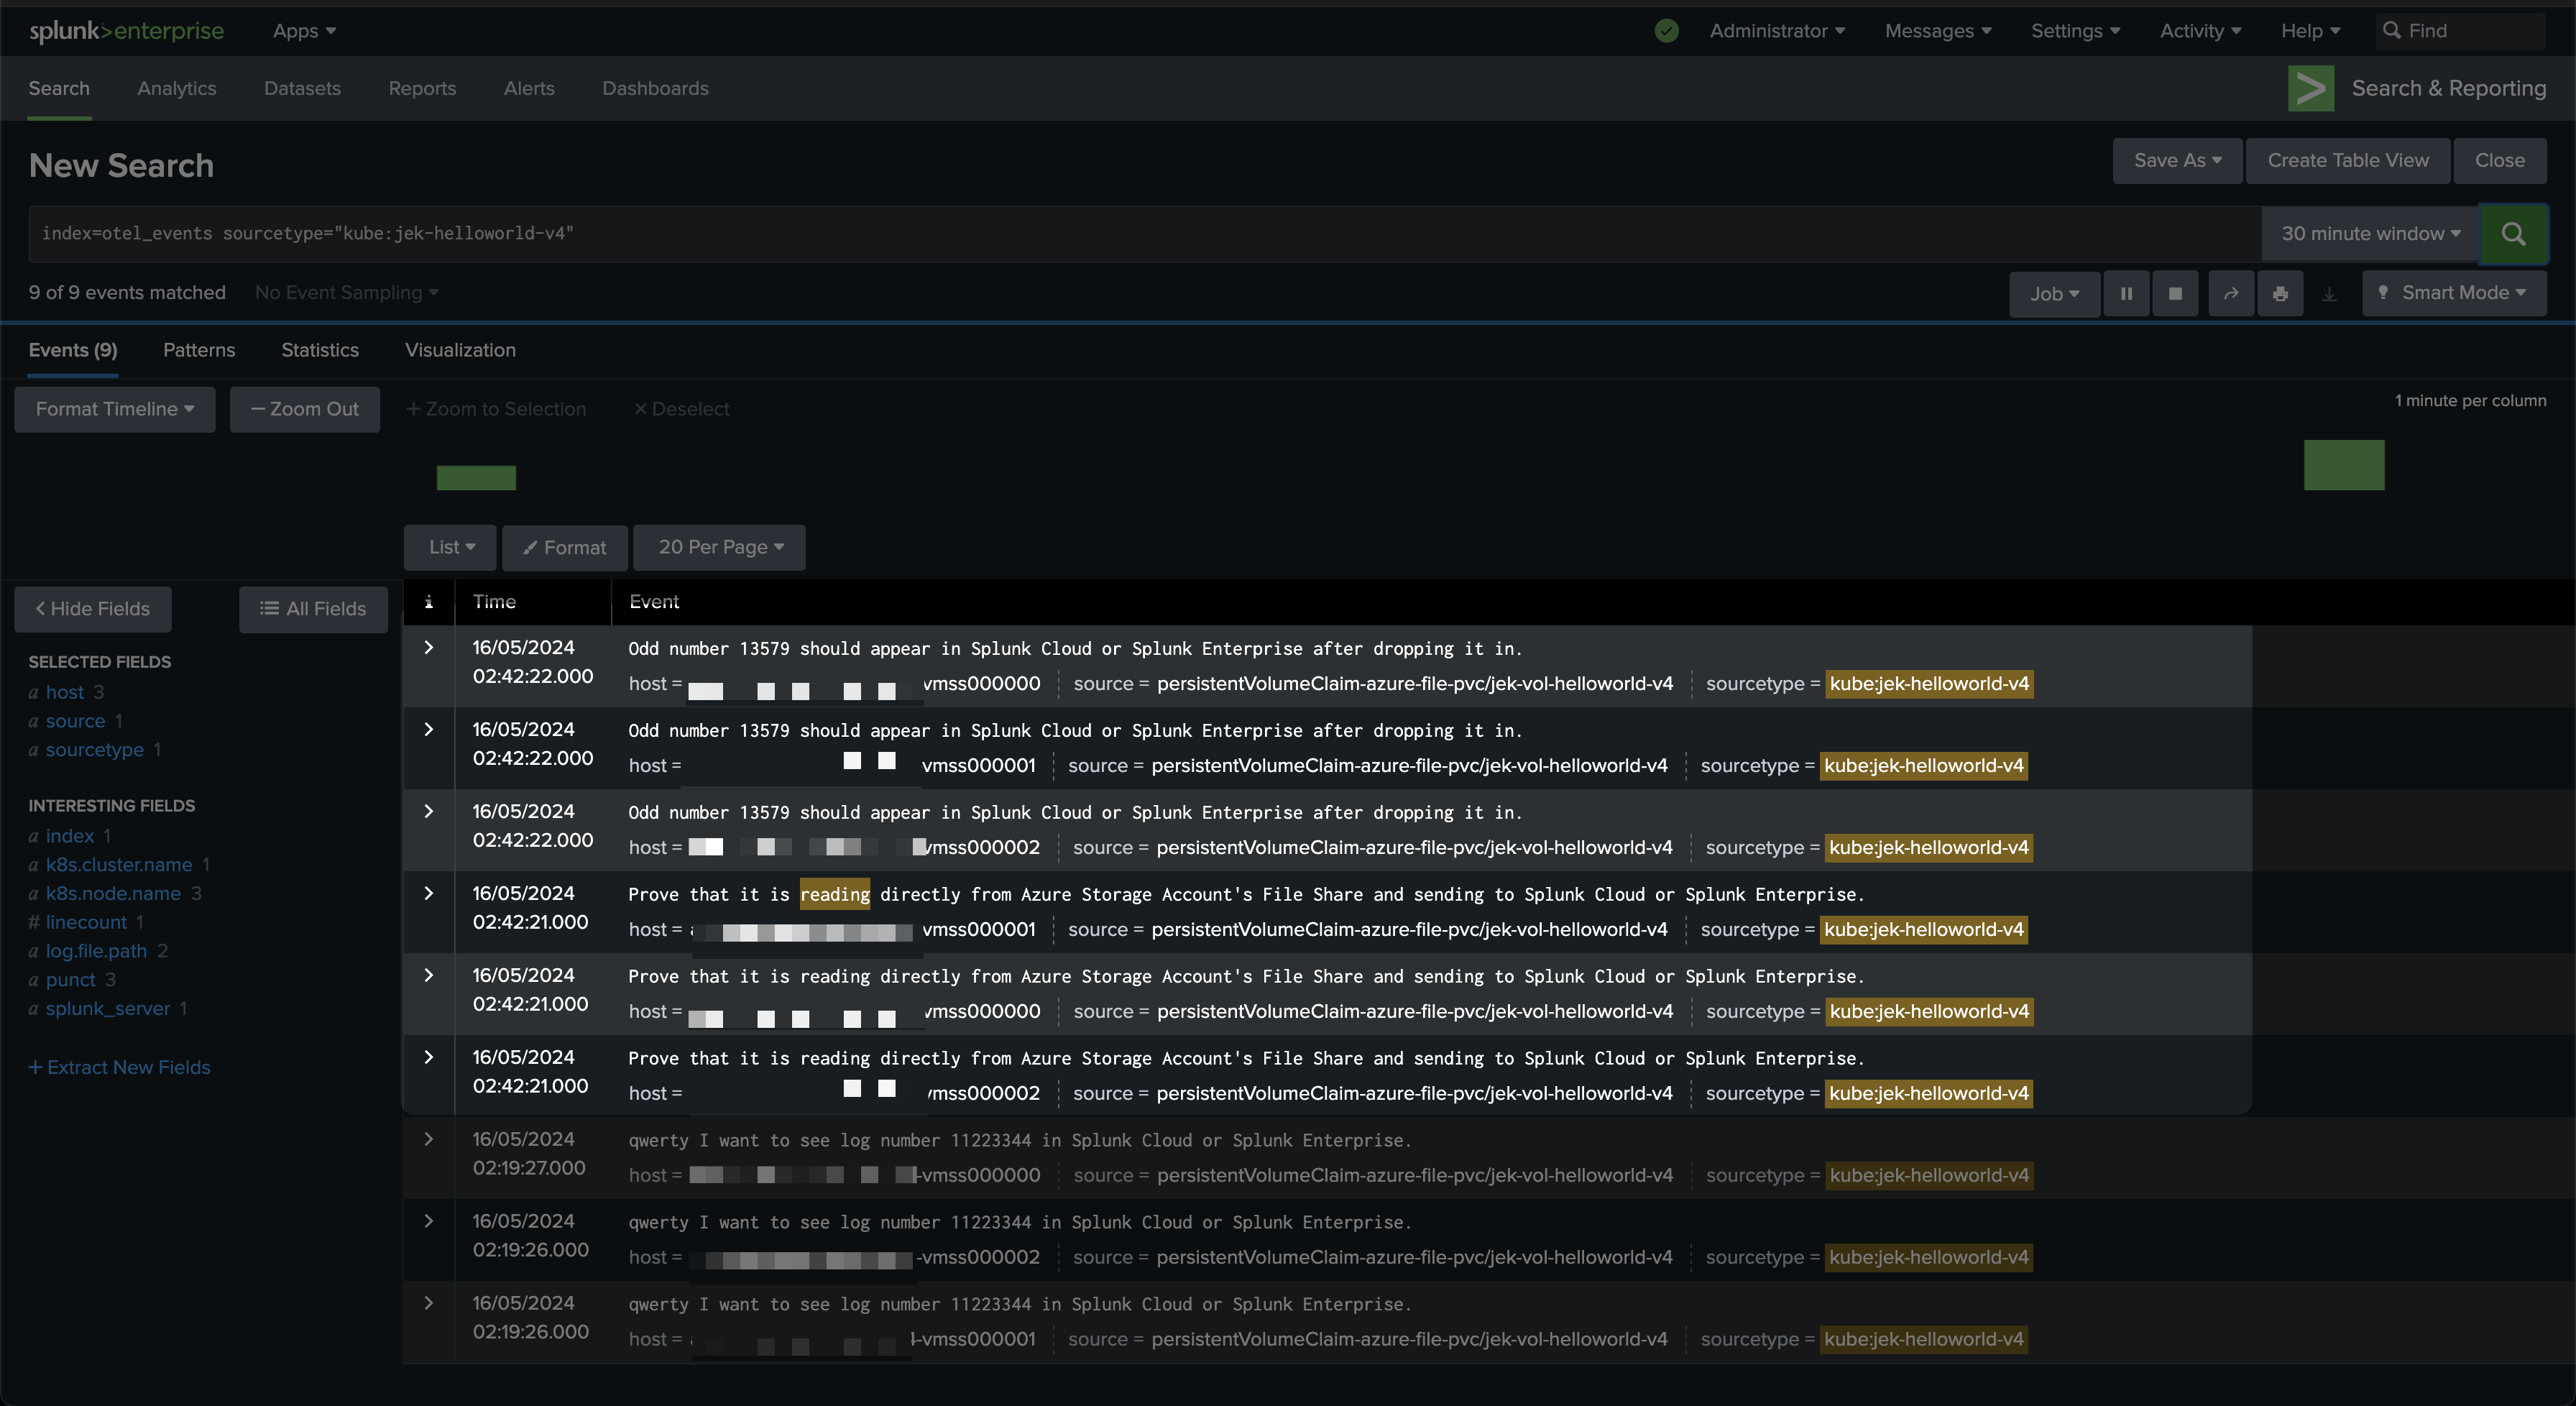 splunk>enterprise Apps Administrator Messages Settings Activity Help Find
Search Analytics Datasets Reports Alerts Dashboards Search & Reporting
New Search Save As Create Table View Close
index=otel_events sourcetype="kube:jek-helloworld-v4" 30 minute window
9 of 9 events matched No Event Sampling Job Smart Mode
Events (9) Patterns Statistics Visualization
Format Timeline — Zoom Out + Zoom to Selection × Deselect 1 minute per column
List Format 20 Per Page
< Hide Fields All Fields
SELECTED FIELDS
a host 3
a source 1
a sourcetype 1
INTERESTING FIELDS
a index 1
a k8s.cluster.name 1
a k8s.node.name 3
# linecount 1
a log.file.path 2
a punct 3
a splunk_server 1
+ Extract New Fields
i Time Event
16/05/2024 Odd number 13579 should appear in Splunk Cloud or Splunk Enterprise after dropping it in.
02:42:22.000 host = vmss000000 source = persistentVolumeClaim-azure-file-pvc/jek-vol-helloworld-v4 sourcetype = kube:jek-helloworld-v4
16/05/2024 Odd number 13579 should appear in Splunk Cloud or Splunk Enterprise after dropping it in.
02:42:22.000 host = vmss000001 source = persistentVolumeClaim-azure-file-pvc/jek-vol-helloworld-v4 sourcetype = kube:jek-helloworld-v4
16/05/2024 Odd number 13579 should appear in Splunk Cloud or Splunk Enterprise after dropping it in.
02:42:22.000 host = vmss000002 source = persistentVolumeClaim-azure-file-pvc/jek-vol-helloworld-v4 sourcetype = kube:jek-helloworld-v4
16/05/2024 Prove that it is reading directly from Azure Storage Account's File Share and sending to Splunk Cloud or Splunk Enterprise.
02:42:21.000 host = vmss000001 source = persistentVolumeClaim-azure-file-pvc/jek-vol-helloworld-v4 sourcetype = kube:jek-helloworld-v4
16/05/2024 Prove that it is reading directly from Azure Storage Account's File Share and sending to Splunk Cloud or Splunk Enterprise.
02:42:21.000 host = vmss000000 source = persistentVolumeClaim-azure-file-pvc/jek-vol-helloworld-v4 sourcetype = kube:jek-helloworld-v4
16/05/2024 Prove that it is reading directly from Azure Storage Account's File Share and sending to Splunk Cloud or Splunk Enterprise.
02:42:21.000 host = vmss000002 source = persistentVolumeClaim-azure-file-pvc/jek-vol-helloworld-v4 sourcetype = kube:jek-helloworld-v4
16/05/2024 qwerty I want to see log number 11223344 in Splunk Cloud or Splunk Enterprise.
02:19:27.000 host = -vmss000000 source = persistentVolumeClaim-azure-file-pvc/jek-vol-helloworld-v4 sourcetype = kube:jek-helloworld-v4
16/05/2024 qwerty I want to see log number 11223344 in Splunk Cloud or Splunk Enterprise.
02:19:26.000 host = -vmss000002 source = persistentVolumeClaim-azure-file-pvc/jek-vol-helloworld-v4 sourcetype = kube:jek-helloworld-v4
16/05/2024 qwerty I want to see log number 11223344 in Splunk Cloud or Splunk Enterprise.
02:19:26.000 host = -vmss000001 source = persistentVolumeClaim-azure-file-pvc/jek-vol-helloworld-v4 sourcetype = kube:jek-helloworld-v4